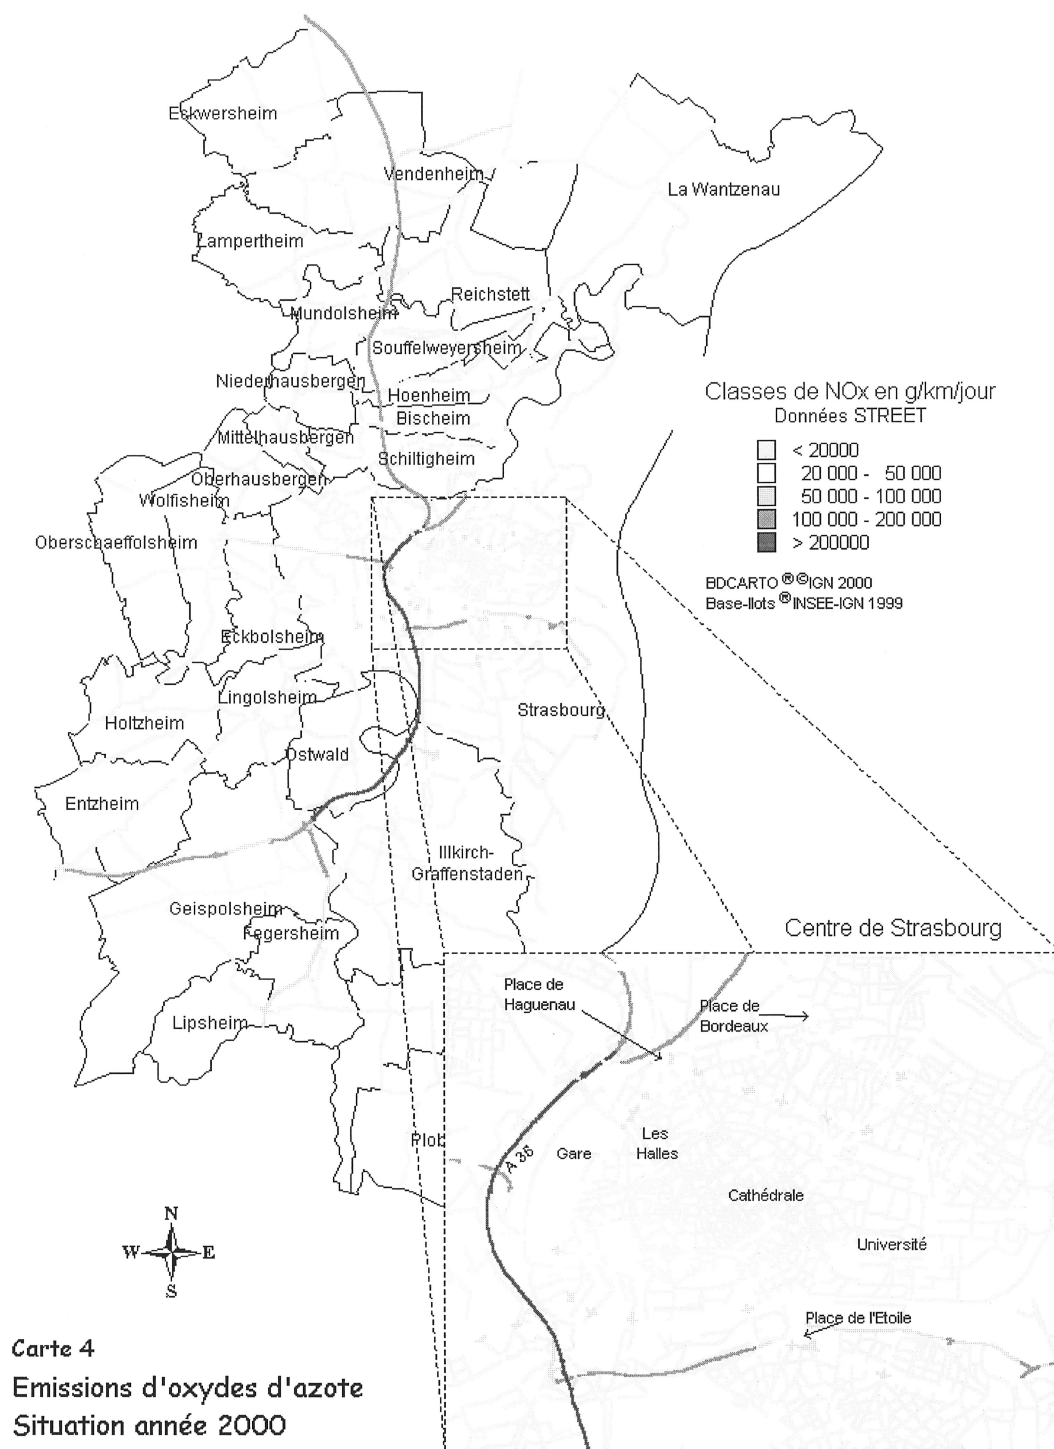 Eskwersheim
Vendenheim
La Wantzenau
Lampertheim
Reichstett
Mundolsheim
Souffelweyersheim
Niederhausbergen
Hoenheim
Bischeim
Mittelhausbergen
Schiltigheim
Oberhausbergen
Wolfisheim
Oberschaeffolsheim
Eckbolsheim
Lingolsheim
Holtzheim
Strasbourg
Ostwald
Entzheim
Illkirch-
Graffenstaden
Geispolsheim
Fegersheim
Lipsheim
Plob
Classes de NOx en g/km/jour
Données STREET
< 20000
20 000 - 50 000
50 000 - 100 000
100 000 - 200 000
> 200000
BDCARTO ®©IGN 2000
Base-Ilots ®INSEE-IGN 1999
Centre de Strasbourg
Place de
Haguenau
Place de
Bordeaux
A 35
Gare
Les
Halles
Cathédrale
Université
Place de l'Etoile
N
W E
S
Carte 4
Emissions d'oxydes d'azote
Situation année 2000